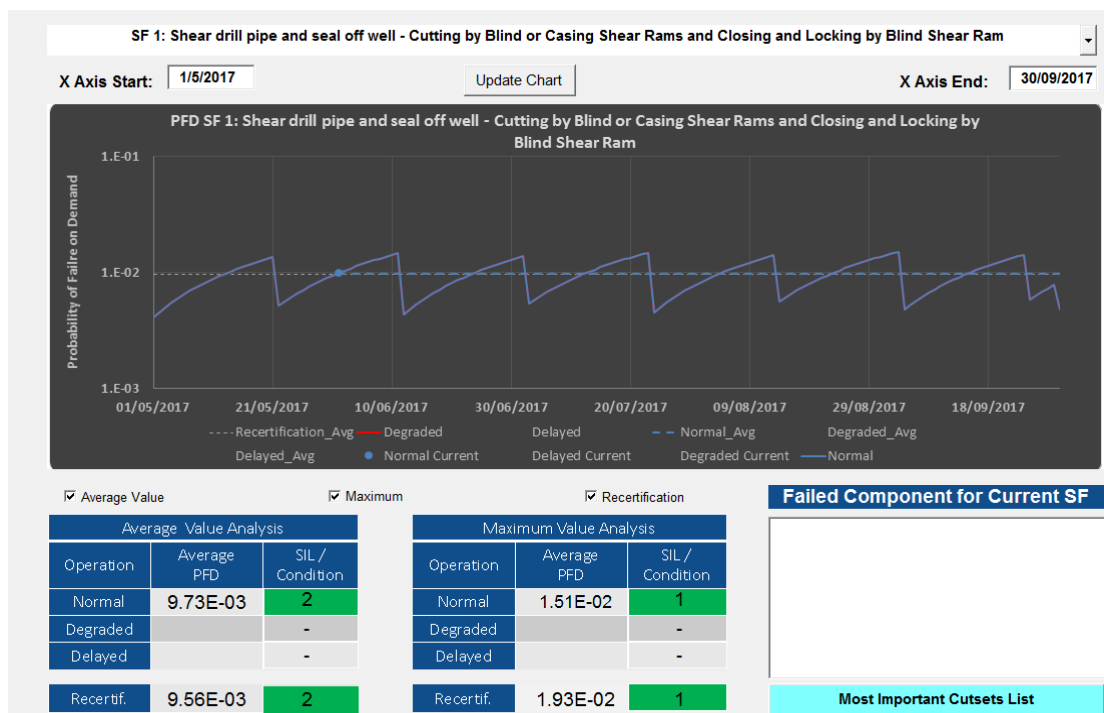 SF 1: Shear drill pipe and seal off well - Cutting by Blind or Casing Shear Rams and Closing and Locking by Blind Shear Ram
X Axis Start: 1/5/2017 Update Chart X Axis End: 30/09/2017
PFD SF 1: Shear drill pipe and seal off well - Cutting by Blind or Casing Shear Rams and Closing and Locking by
Blind Shear Ram
Probability of Failre on Demand
1.E-01
1.E-02
1.E-03
01/05/2017 21/05/2017 10/06/2017 30/06/2017 20/07/2017 09/08/2017 29/08/2017 18/09/2017
Recertification_Avg Degraded Delayed Normal_Avg Degraded_Avg
Delayed_Avg Normal Current Delayed Current Degraded Current Normal
Average Value Maximum Recertification
Average Value Analysis
Operation Average PFD SIL / Condition
Normal 9.73E-03 2
Degraded -
Delayed -
Recertif. 9.56E-03 2
Maximum Value Analysis
Operation Average PFD SIL / Condition
Normal 1.51E-02 1
Degraded -
Delayed -
Recertif. 1.93E-02 1
Failed Component for Current SF
Most Important Cutsets List